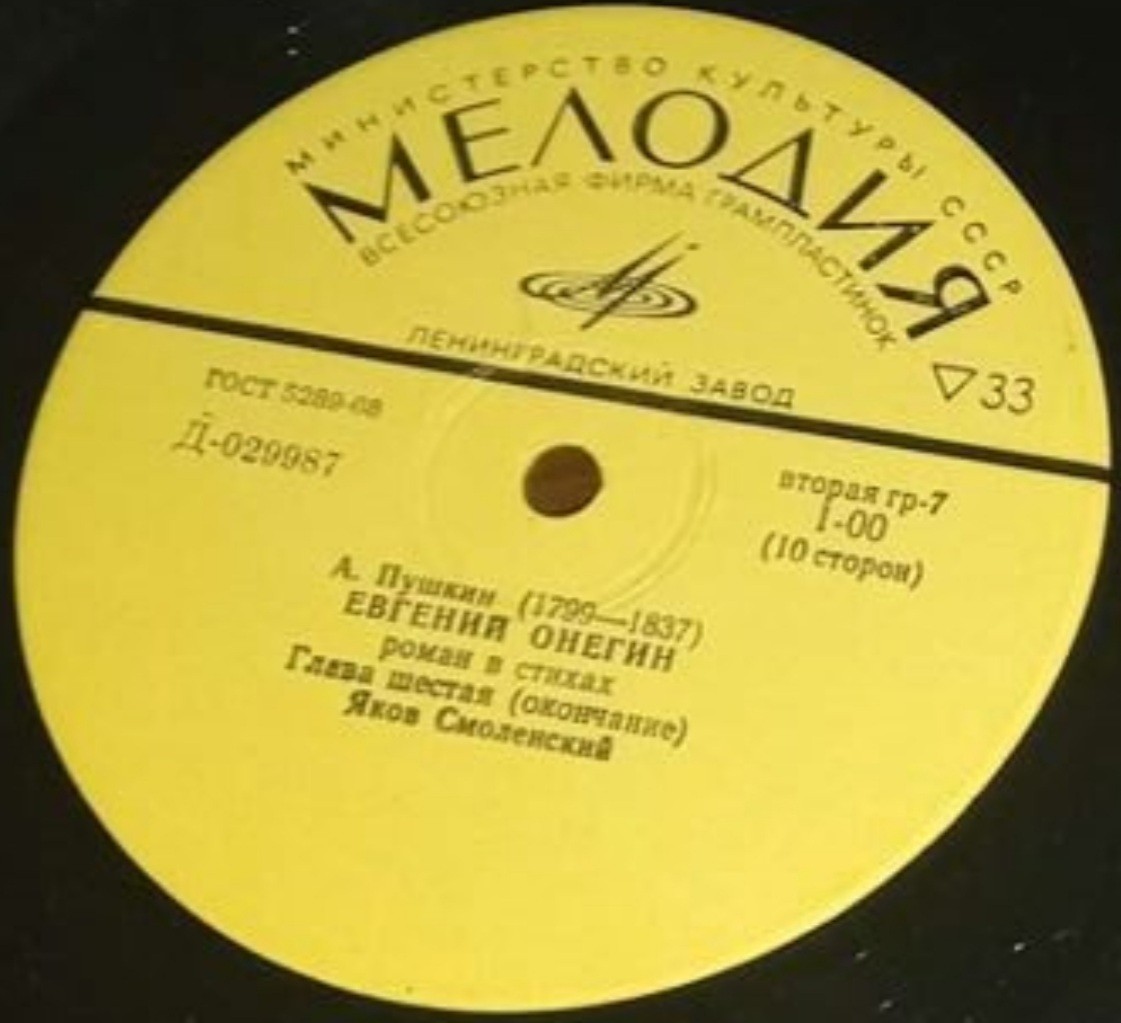 МИНИСТЕРСТВО КУЛЬТУРЫ СССР
МЕЛОДИЯ
ВСЕСОЮЗНАЯ ФИРМА ГРАМПЛАСТИНОК
ЛЕНИНГРАДСКИЙ ЗАВОД
▽33
ГОСТ 5289-68
Д-029987
вторая гр-7
1-00
(10 сторон)
А. Пушкин (1799—1837)
ЕВГЕНИЙ ОНЕГИН
роман в стихах
Глава шестая (окончание)
Яков Смоленский